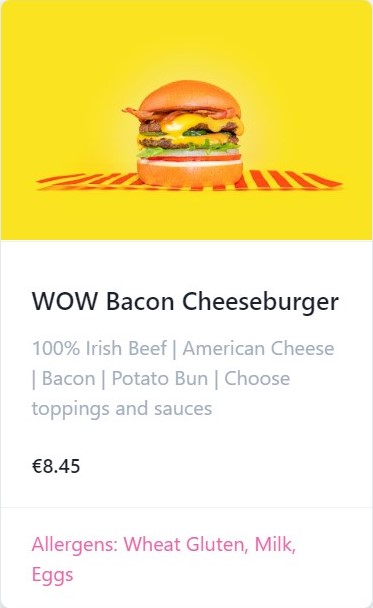 WOW Bacon Cheeseburger
100% Irish Beef | American Cheese
| Bacon | Potato Bun | Choose
toppings and sauces
€8.45
Allergens: Wheat Gluten, Milk,
Eggs